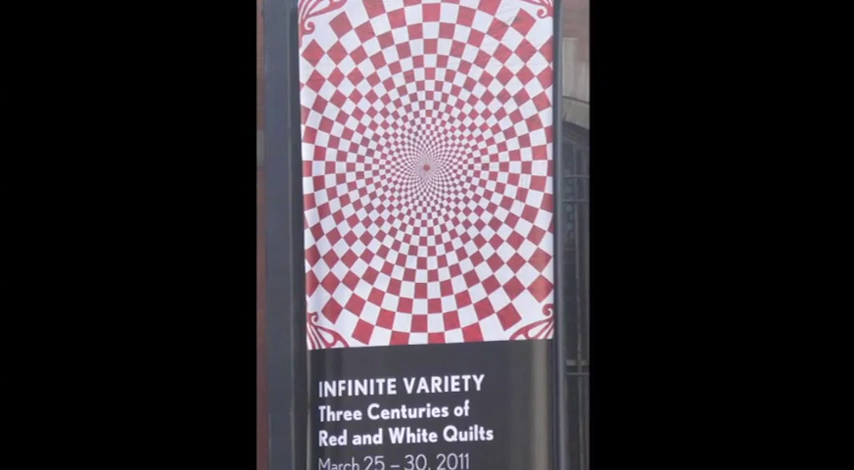 INFINITE VARIETY
Three Centuries of
Red and White Quilts
March 25 – 30, 2011